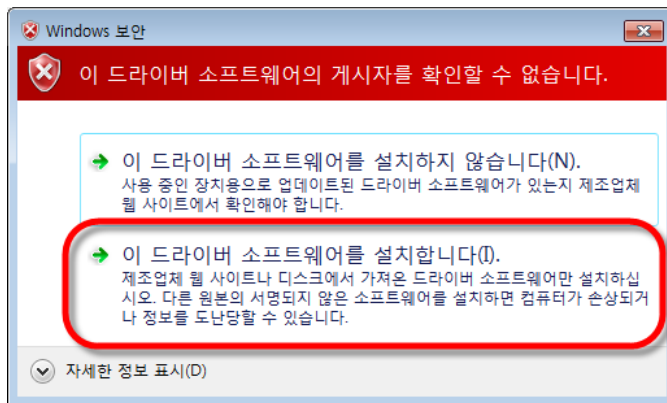 Windows 보안
이 드라이버 소프트웨어의 게시자를 확인할 수 없습니다.
이 드라이버 소프트웨어를 설치하지 않습니다(N).
사용 중인 장치용으로 업데이트된 드라이버 소프트웨어가 있는지 제조업체
웹 사이트에서 확인해야 합니다.
이 드라이버 소프트웨어를 설치합니다(I).
제조업체 웹 사이트나 디스크에서 가져온 드라이버 소프트웨어만 설치하십
시오. 다른 원본의 서명되지 않은 소프트웨어를 설치하면 컴퓨터가 손상되거
나 정보를 도난당할 수 있습니다.
자세한 정보 표시(D)